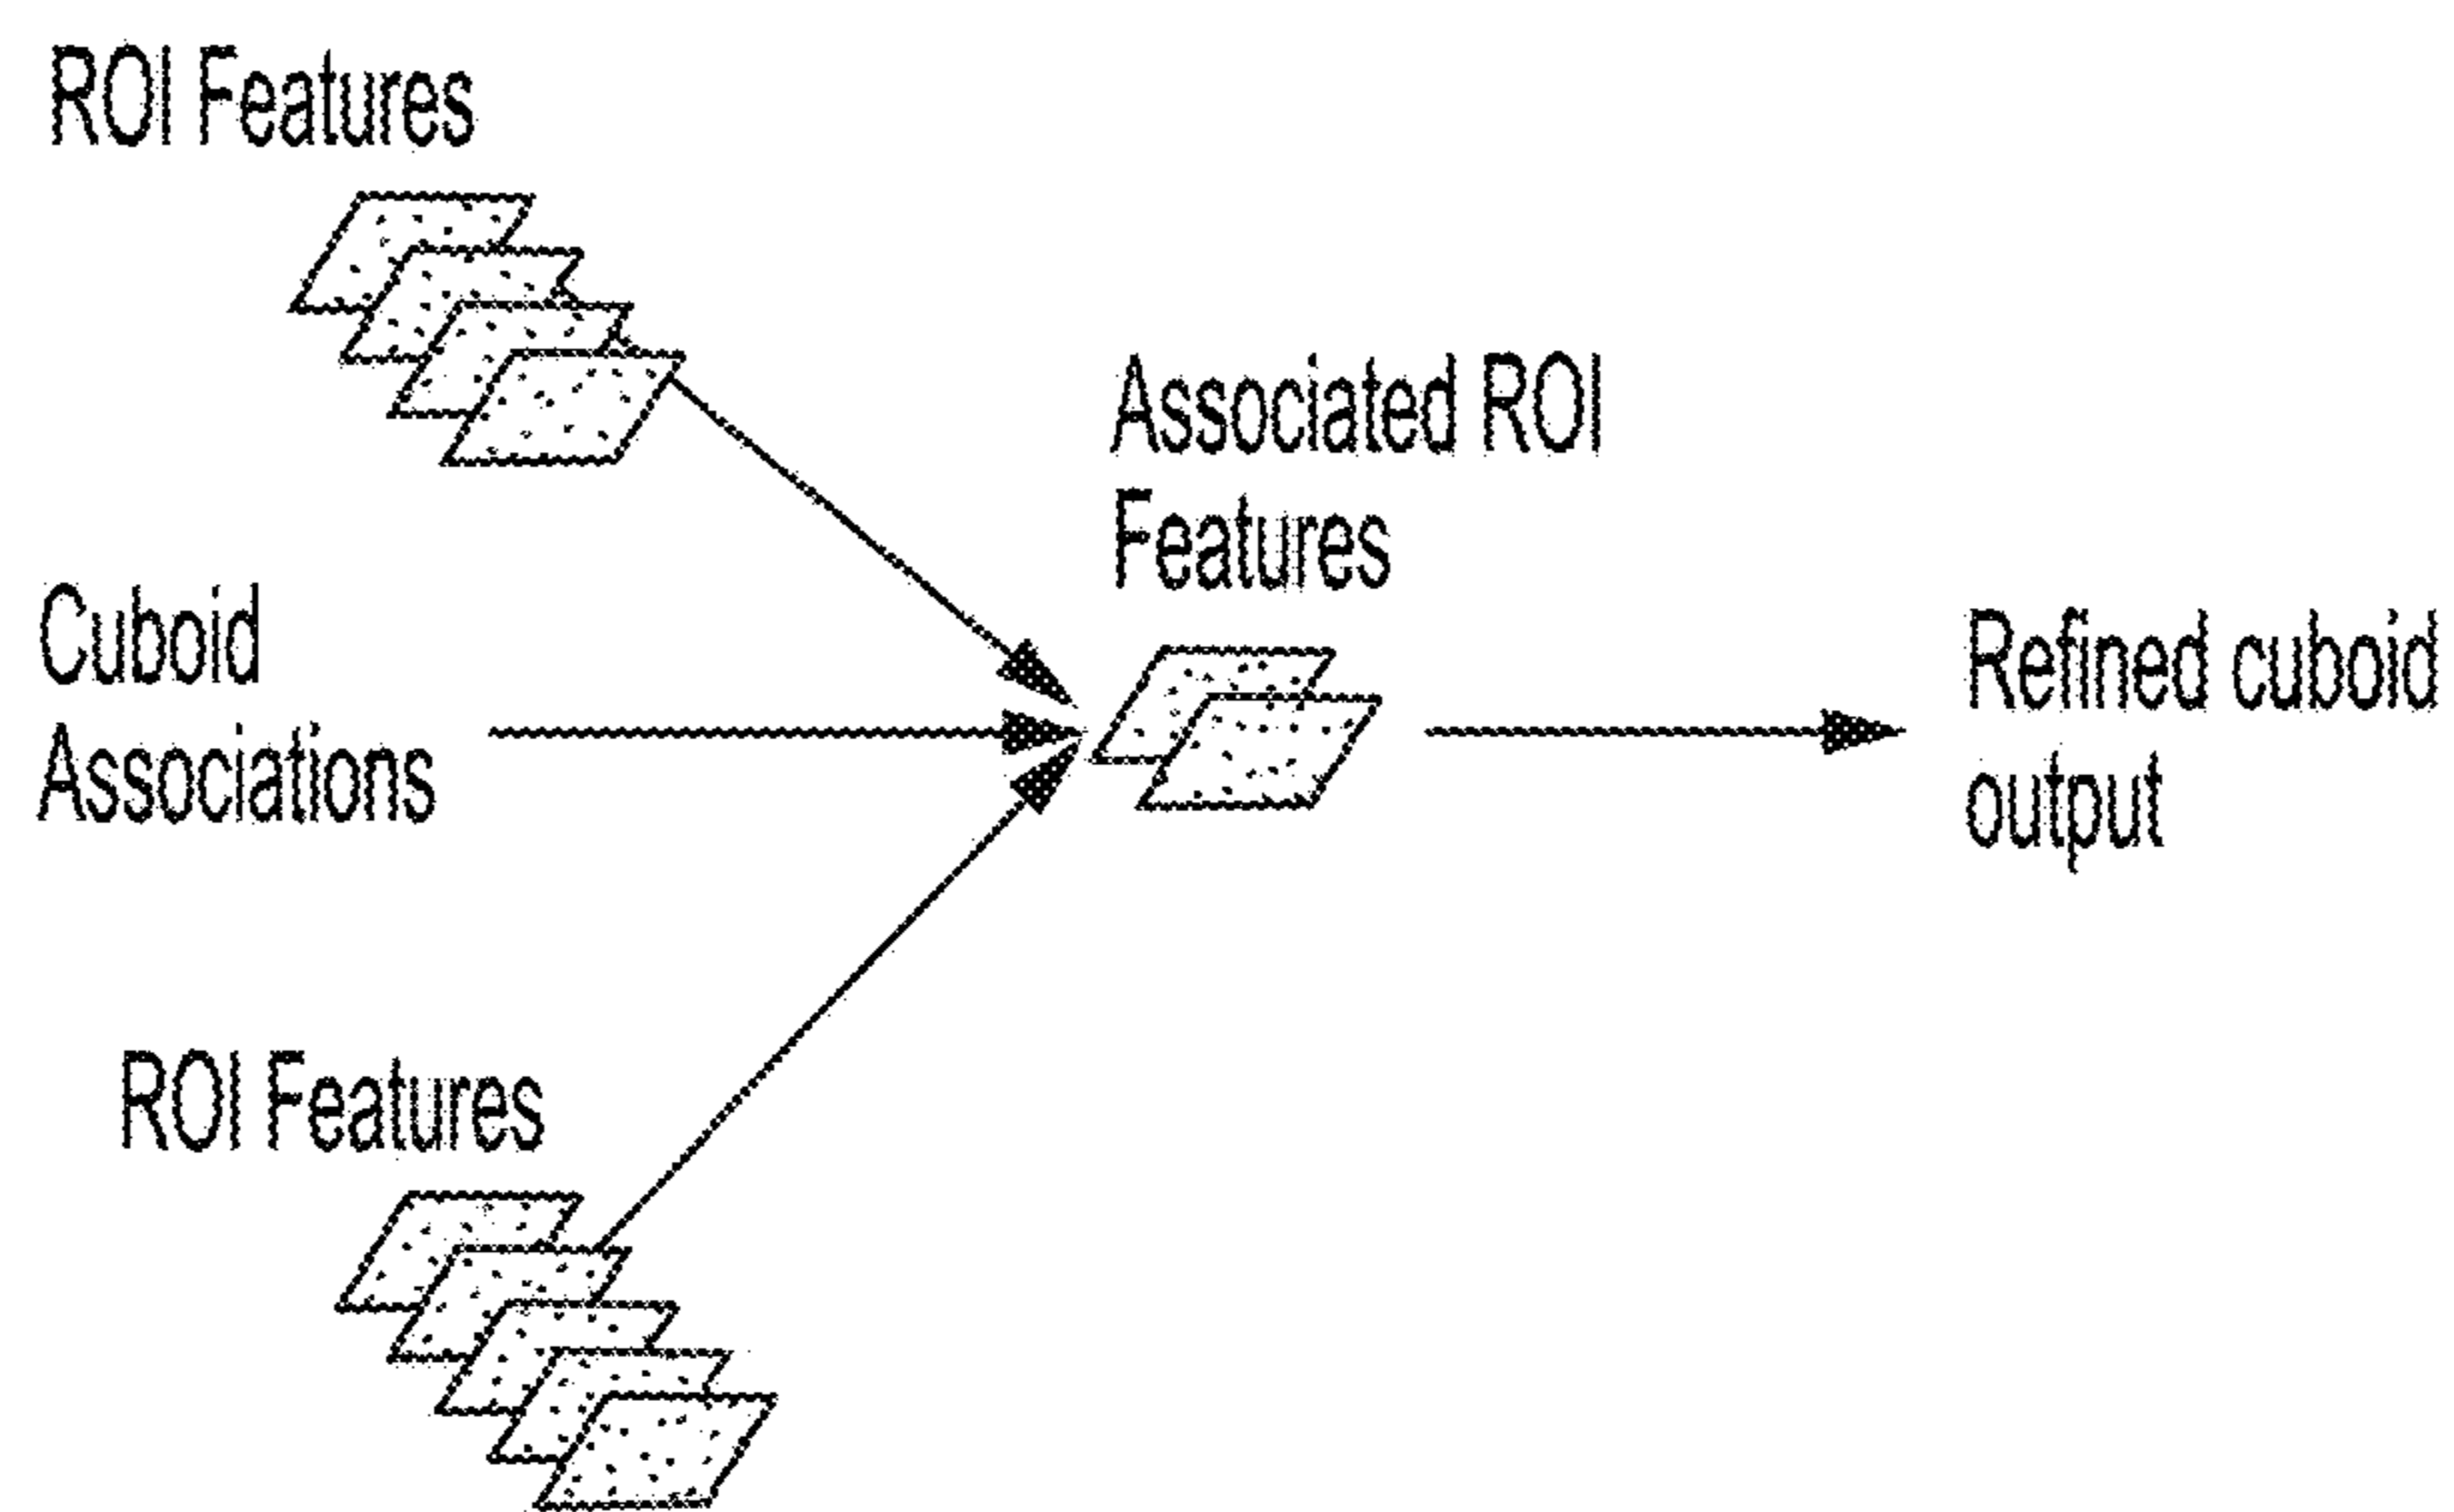 ROI Features
Associated ROI
Features
Cuboid
Associations
Refined cuboid
output
ROI Features